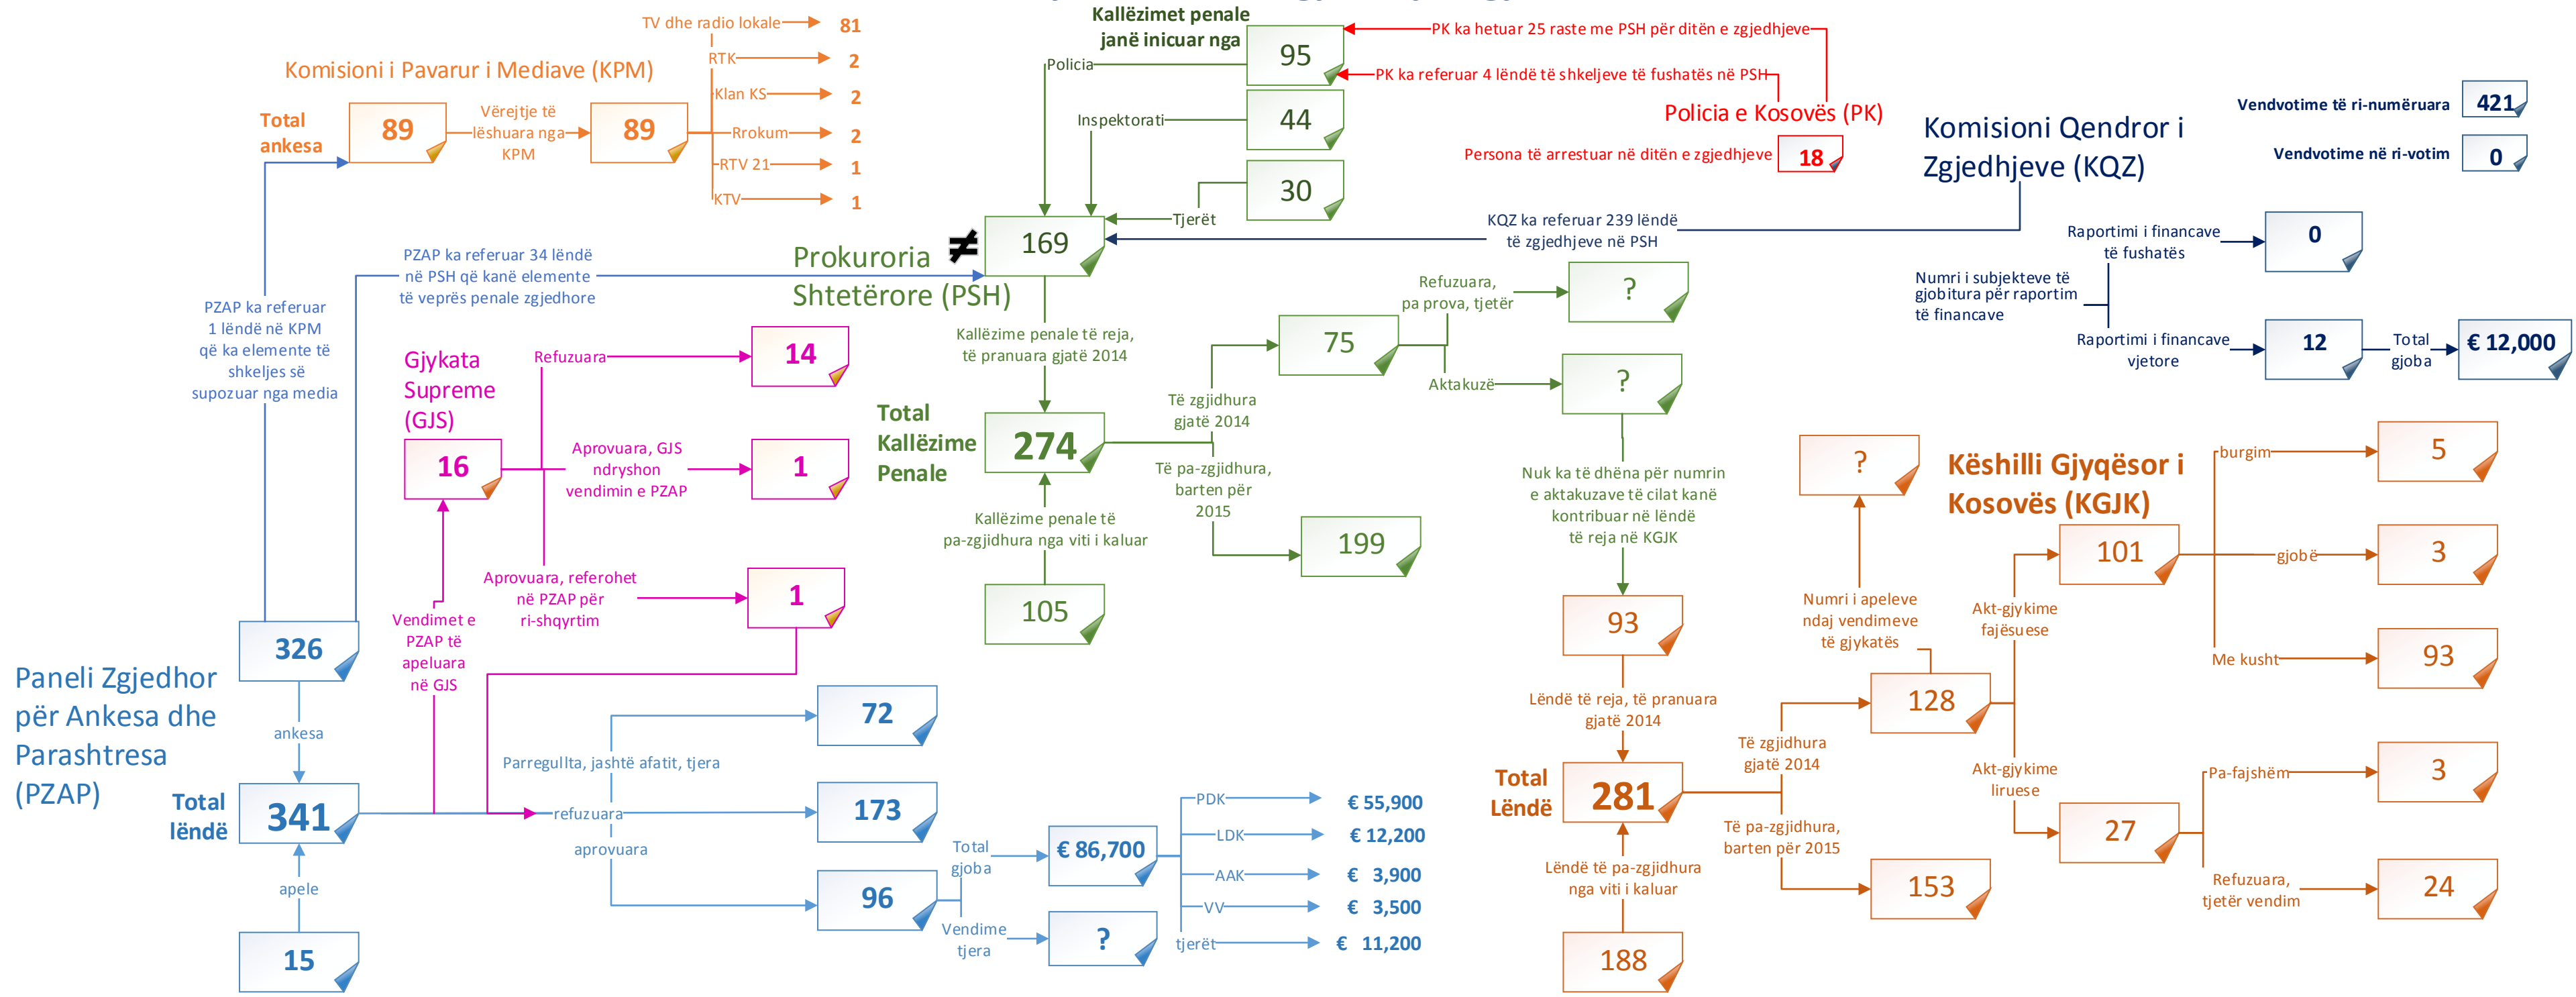 TV dhe radio lokale
81
RTK
2
Klan KS
2
Rrokum
2
RTV 21
1
KTV
1
Komisioni i Pavarur i Mediave (KPM)
Total
ankesa
89
Vërejtje të
lëshuara nga
KPM
89
Kallëzimet penale
janë inicuar nga
95
Policia
44
Inspektorati
30
Tjerët
PK ka hetuar 25 raste me PSH për ditën e zgjedhjeve
PK ka referuar 4 lëndë të shkeljeve të fushatës në PSH
Policia e Kosovës (PK)
Persona të arrestuar në ditën e zgjedhjeve
18
Komisioni Qendror i
Zgjedhjeve (KQZ)
Vendvotime të ri-numëruara
421
Vendvotime në ri-votim
0
KQZ ka referuar 239 lëndë
të zgjedhjeve në PSH
Raportimi i financave
të fushatës
0
Numri i subjekteve të
gjobitura për raportim
të financave
Raportimi i financave
vjetore
12
Total
gjoba
€ 12,000
PZAP ka referuar 34 lëndë
në PSH që kanë elemente
të veprës penale zgjedhore
PZAP ka referuar
1 lëndë në KPM
që ka elemente të
shkeljes së
supozuar nga media
Prokuroria
Shtetërore (PSH)
≠
169
Kallëzime penale të reja,
të pranuara gjatë 2014
Total
Kallëzime
Penale
274
Kallëzime penale të
pa-zgjidhura nga viti i kaluar
105
Të zgjidhura
gjatë 2014
75
Të pa-zgjidhura,
barten për
2015
199
Refuzuara,
pa prova, tjetër
?
Aktakuzë
?
Nuk ka të dhëna për numrin
e aktakuzave të cilat kanë
kontribuar në lëndë
të reja në KGJK
Gjykata
Supreme
(GJS)
16
Refuzuara
14
Aprovuara, GJS
ndryshon
vendimin e PZAP
1
Aprovuara, referohet
në PZAP për
ri-shqyrtim
1
Vendimet e
PZAP të
apeluara
në GJS
Paneli Zgjedhor
për Ankesa dhe
Parashtresa
(PZAP)
326
ankesa
Total
lëndë
341
apele
15
Parregullta, jashtë afatit, tjera
72
refuzuara
173
aprovuara
96
Total
gjoba
€ 86,700
Vendime
tjera
?
PDK
€ 55,900
LDK
€ 12,200
AAK
€ 3,900
VV
€ 3,500
tjerët
€ 11,200
Këshilli Gjyqësor i
Kosovës (KGJK)
93
Lëndë të reja, të pranuara
gjatë 2014
Total
Lëndë
281
Lëndë të pa-zgjidhura
nga viti i kaluar
188
Të zgjidhura
gjatë 2014
128
Të pa-zgjidhura,
barten për 2015
153
Numri i apeleve
ndaj vendimeve
të gjykatës
?
Akt-gjykime
fajësuese
101
burgim
5
gjobë
3
Me kusht
93
Akt-gjykime
liruese
27
Pa-fajshëm
3
Refuzuara,
tjetër vendim
24